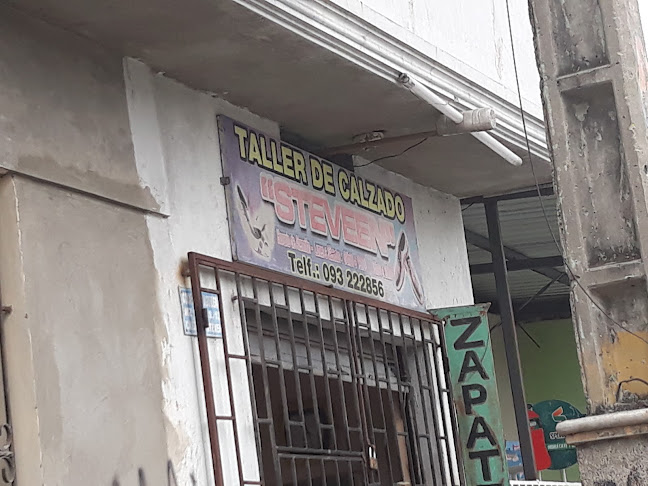 TALLER DE CALZADO
"STEVEEN"
Telf.: 093 222856
ZAPAT